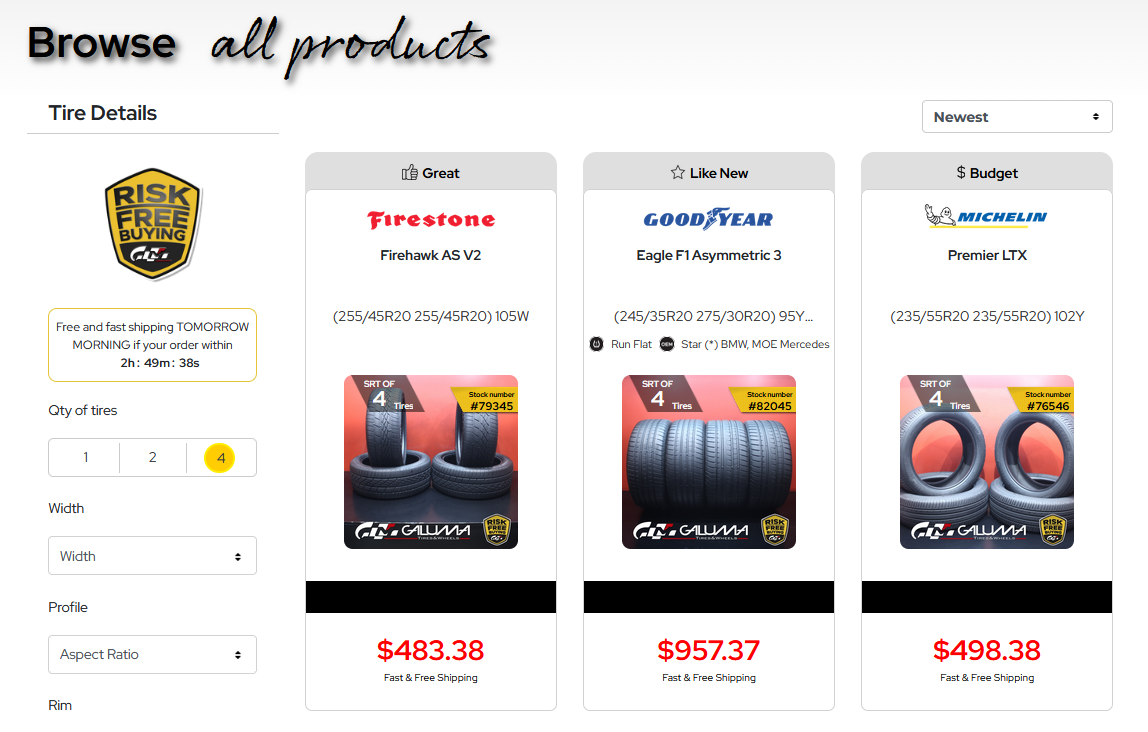 Browse all products
Tire Details
Newest
RISK
FREE
BUYING
Free and fast shipping TOMORROW
MORNING if your order within
2h : 49m : 38s
Qty of tires
1 2 4
Width
Width
Profile
Aspect Ratio
Rim
Great
Firestone
Firehawk AS V2
(255/45R20 255/45R20) 105W
SRT OF
4 Tires
Stock number
#79345
GALUMA
TIRES&WHEELS
RISK
FREE
BUYING
$483.38
Fast & Free Shipping
Like New
GOODYEAR
Eagle F1 Asymmetric 3
(245/35R20 275/30R20) 95Y...
Run Flat OEM Star (*) BMW, MOE Mercedes
SRT OF
4 Tires
Stock number
#82045
GALUMA
TIRES&WHEELS
RISK
FREE
BUYING
$957.37
Fast & Free Shipping
$ Budget
MICHELIN
Premier LTX
(235/55R20 235/55R20) 102Y
SRT OF
4 Tires
Stock number
#76546
GALUMA
TIRES&WHEELS
RISK
FREE
BUYING
$498.38
Fast & Free Shipping